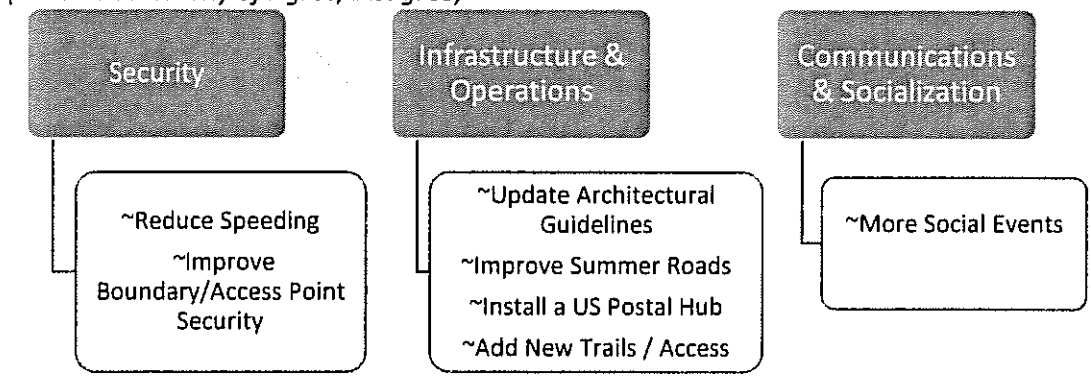 Security
~Reduce Speeding
~Improve
Boundary/Access Point
Security
Infrastructure &
Operations
~Update Architectural
Guidelines
~Improve Summer Roads
~Install a US Postal Hub
~Add New Trails / Access
Communications
& Socialization
~More Social Events